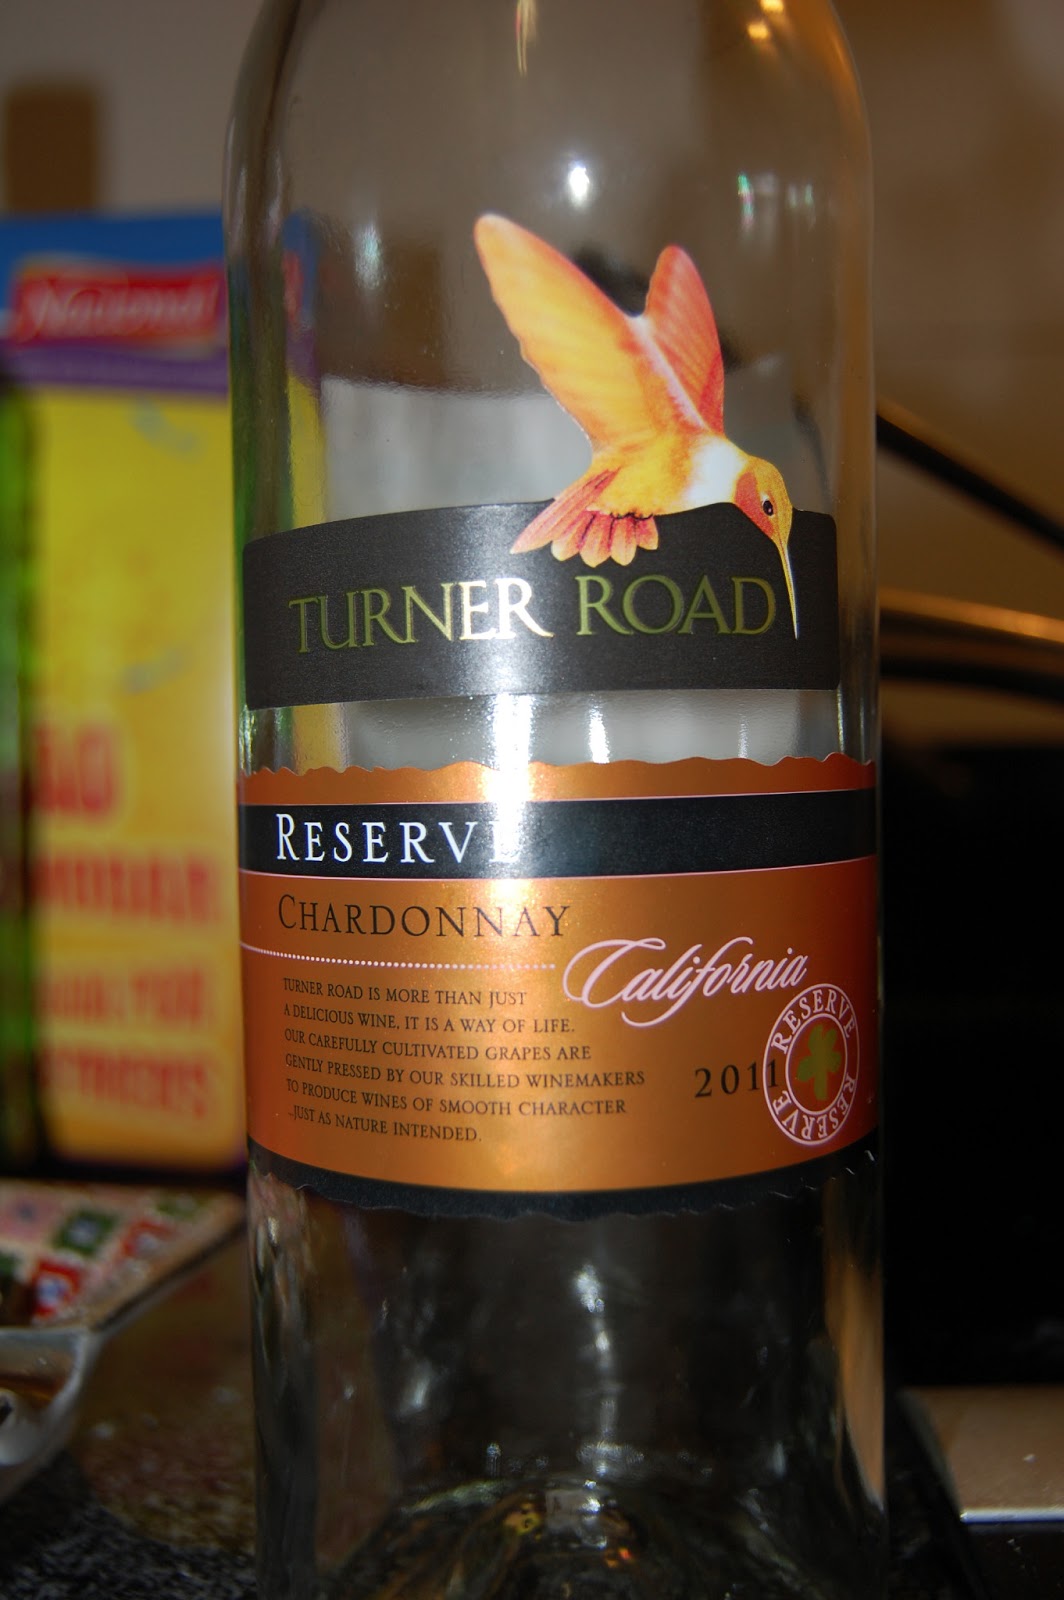 Nacional
TURNER ROAD
RESERVE
CHARDONNAY
California
TURNER ROAD IS MORE THAN JUST
A DELICIOUS WINE, IT IS A WAY OF LIFE.
OUR CAREFULLY CULTIVATED GRAPES ARE
GENTLY PRESSED BY OUR SKILLED WINEMAKERS
TO PRODUCE WINES OF SMOOTH CHARACTER
...JUST AS NATURE INTENDED.
2011
RESERVE
RESERVE